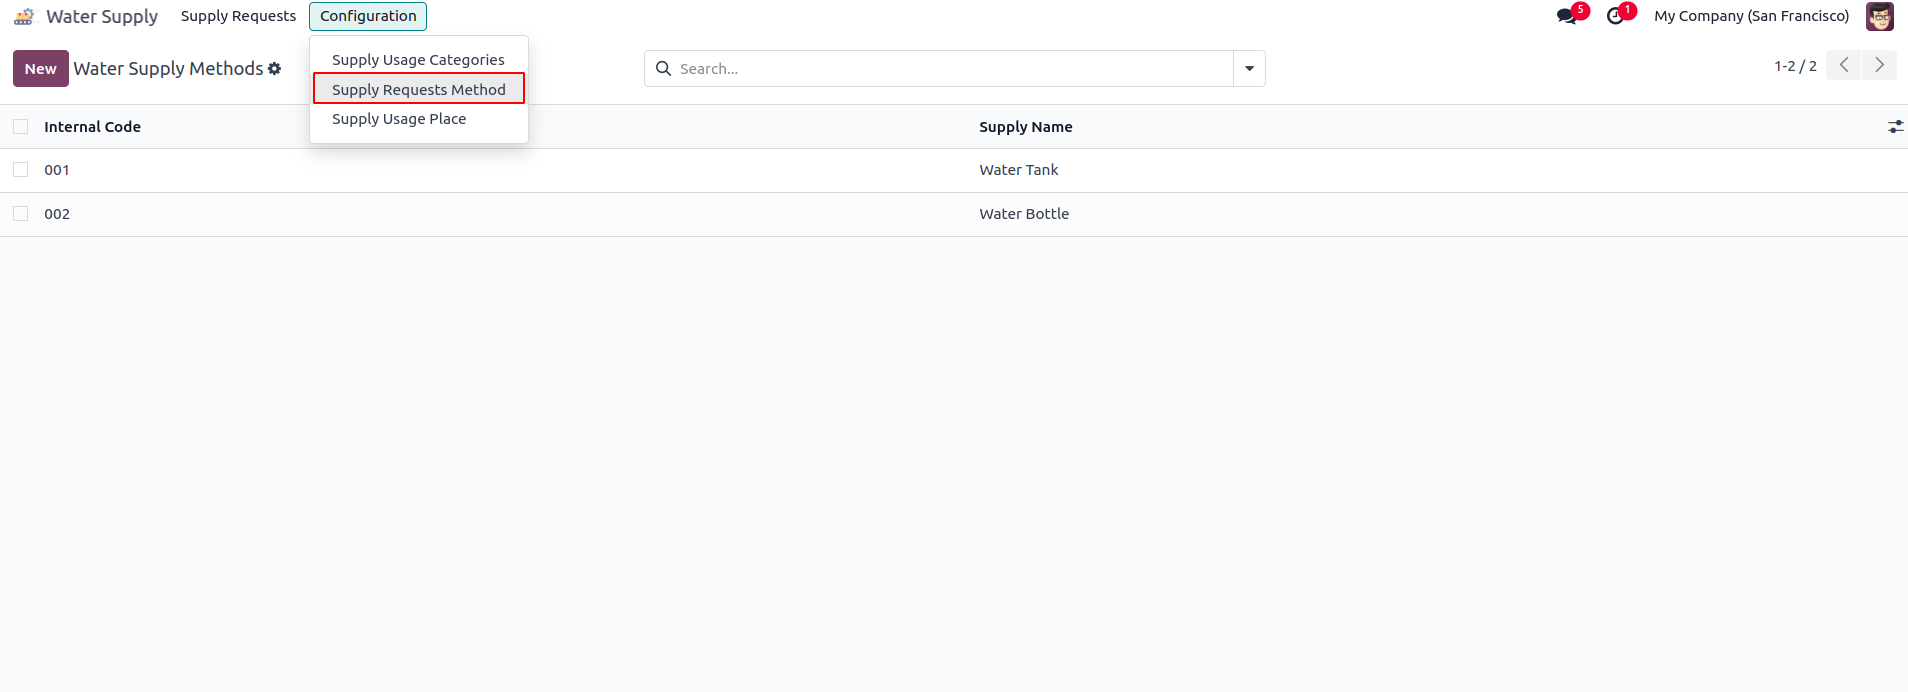 Water Supply Supply Requests Configuration 5 1 My Company (San Francisco)
New Water Supply Methods Search... 1-2 / 2
Supply Usage Categories
Supply Requests Method
Supply Usage Place
Internal Code Supply Name
001 Water Tank
002 Water Bottle